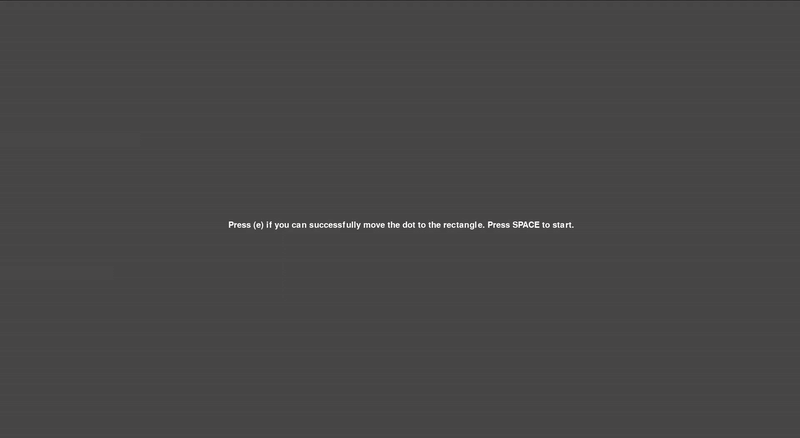 Press (e) if you can successfully move the dot to the rectangle. Press SPACE to start.